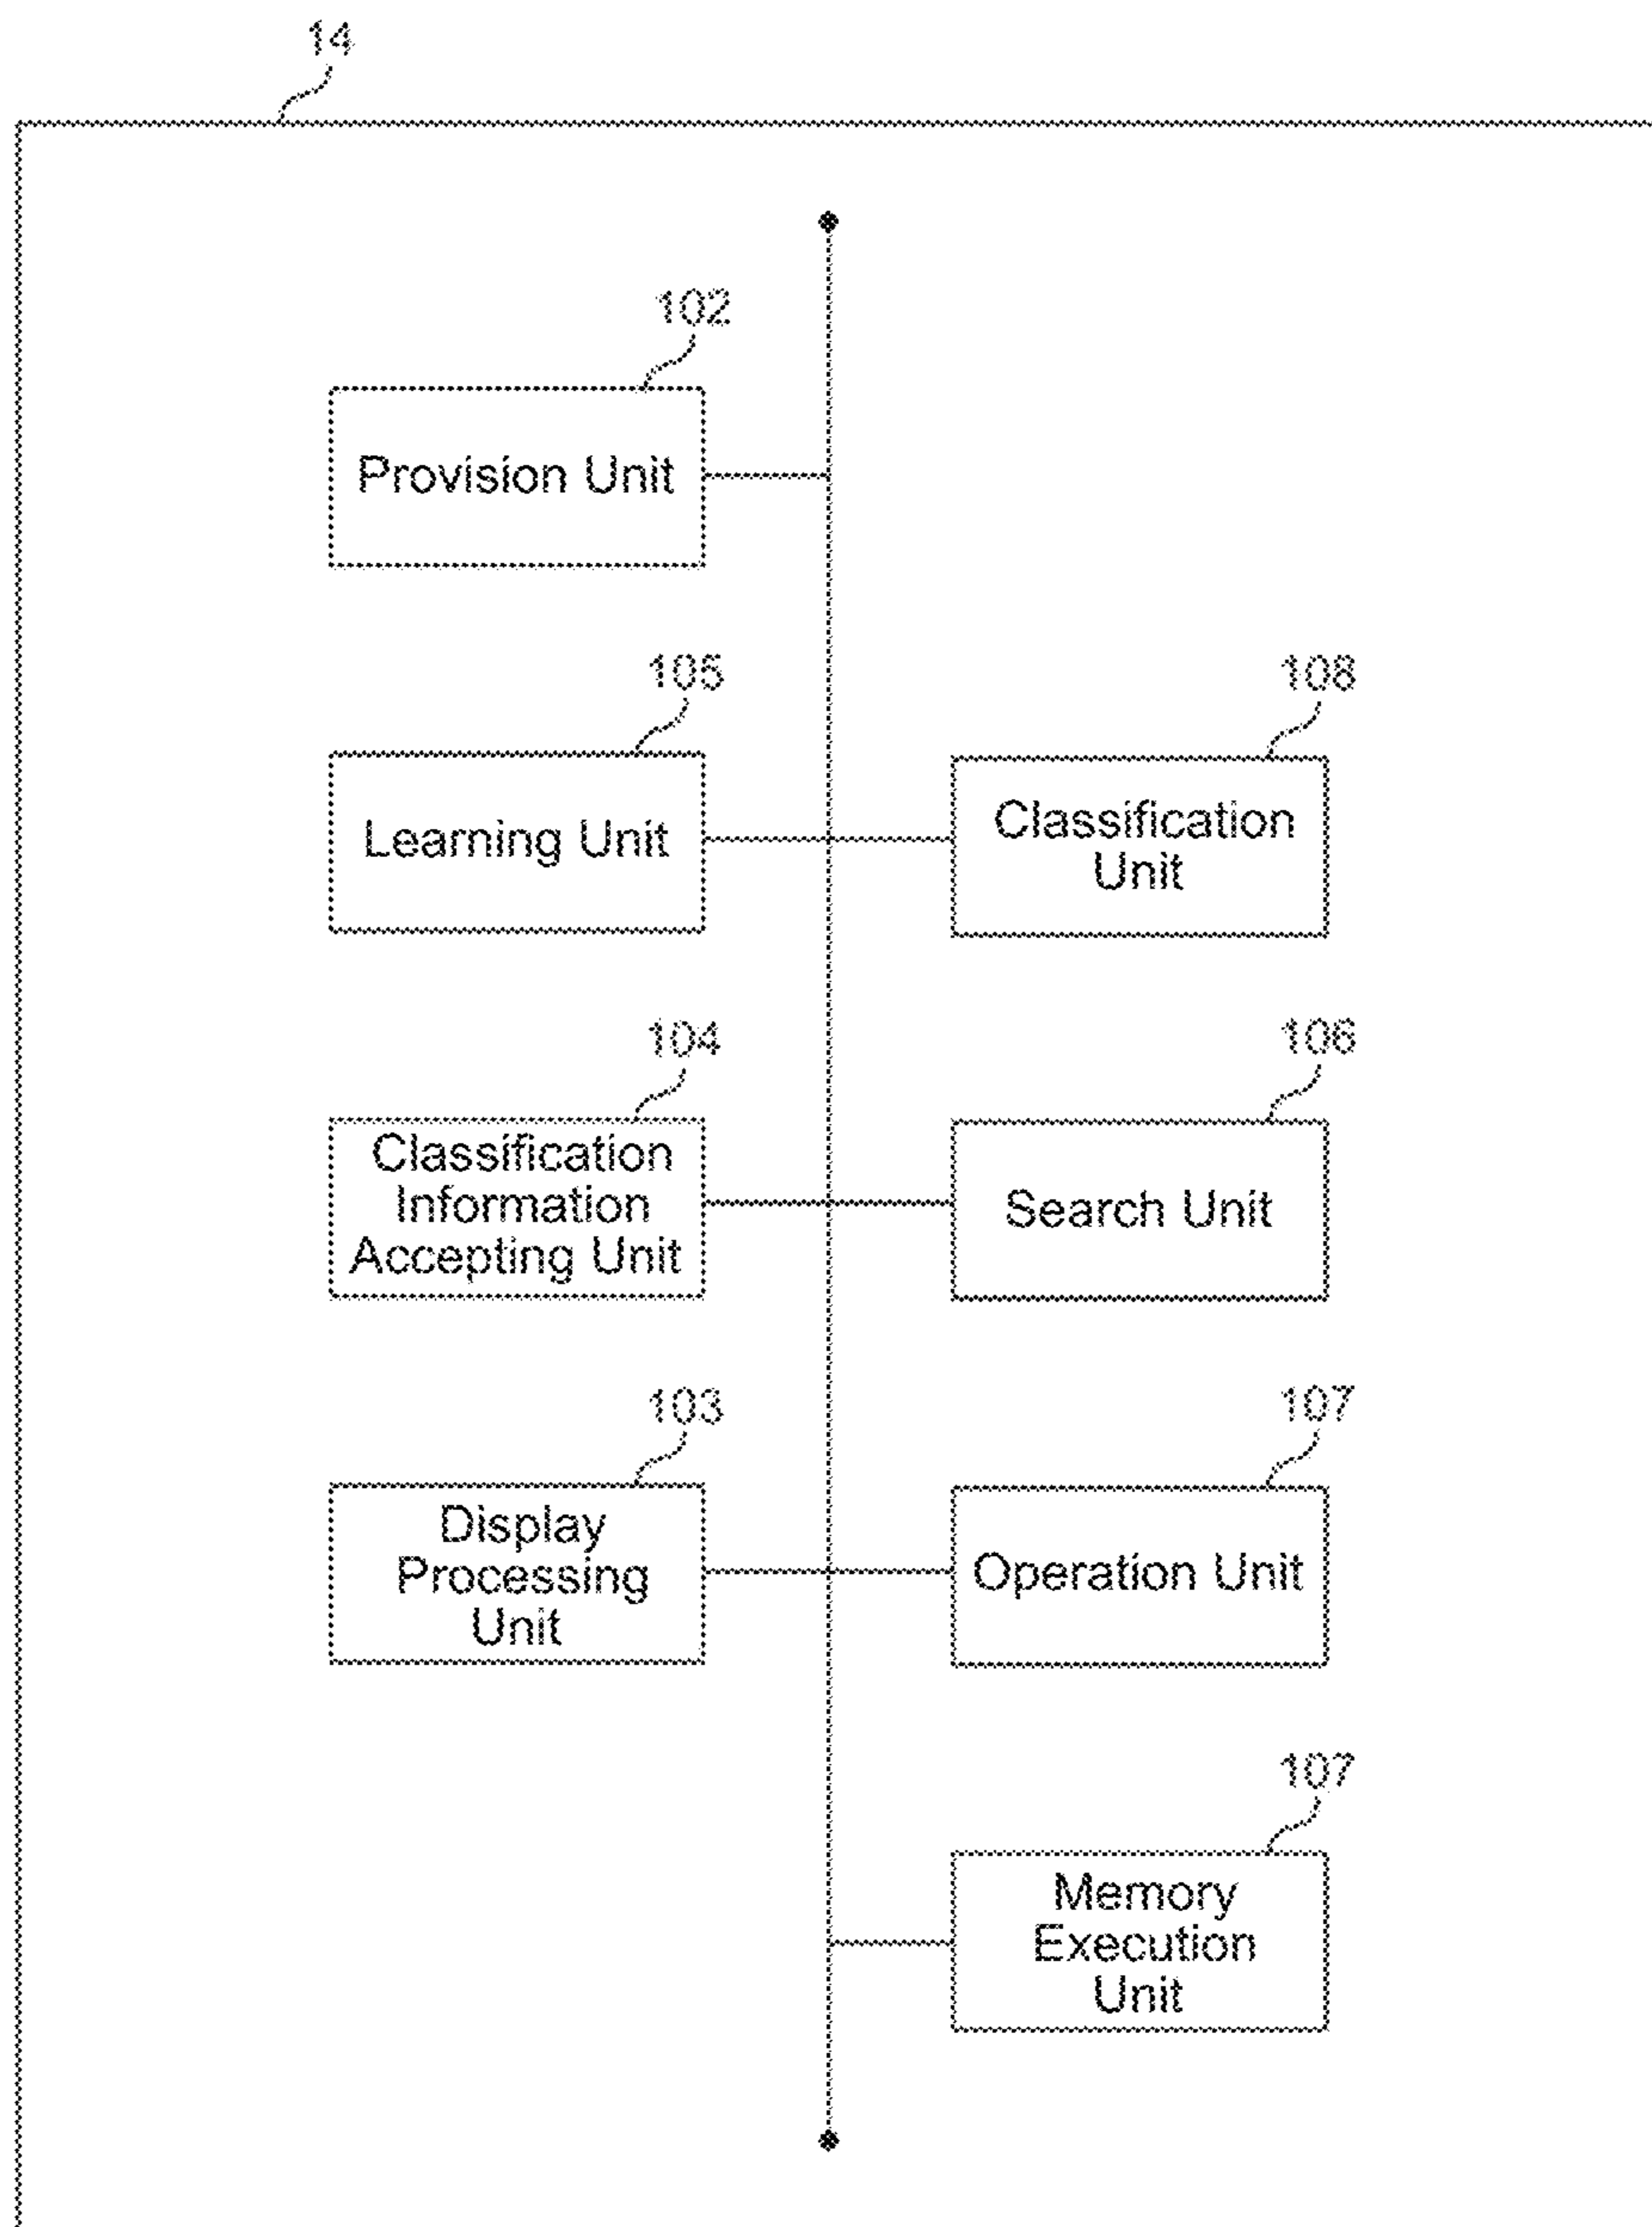 14
102
Provision Unit
105
Learning Unit
108
Classification
Unit
104
Classification
Information
Accepting Unit
106
Search Unit
103
Display
Processing
Unit
107
Operation Unit
107
Memory
Execution
Unit